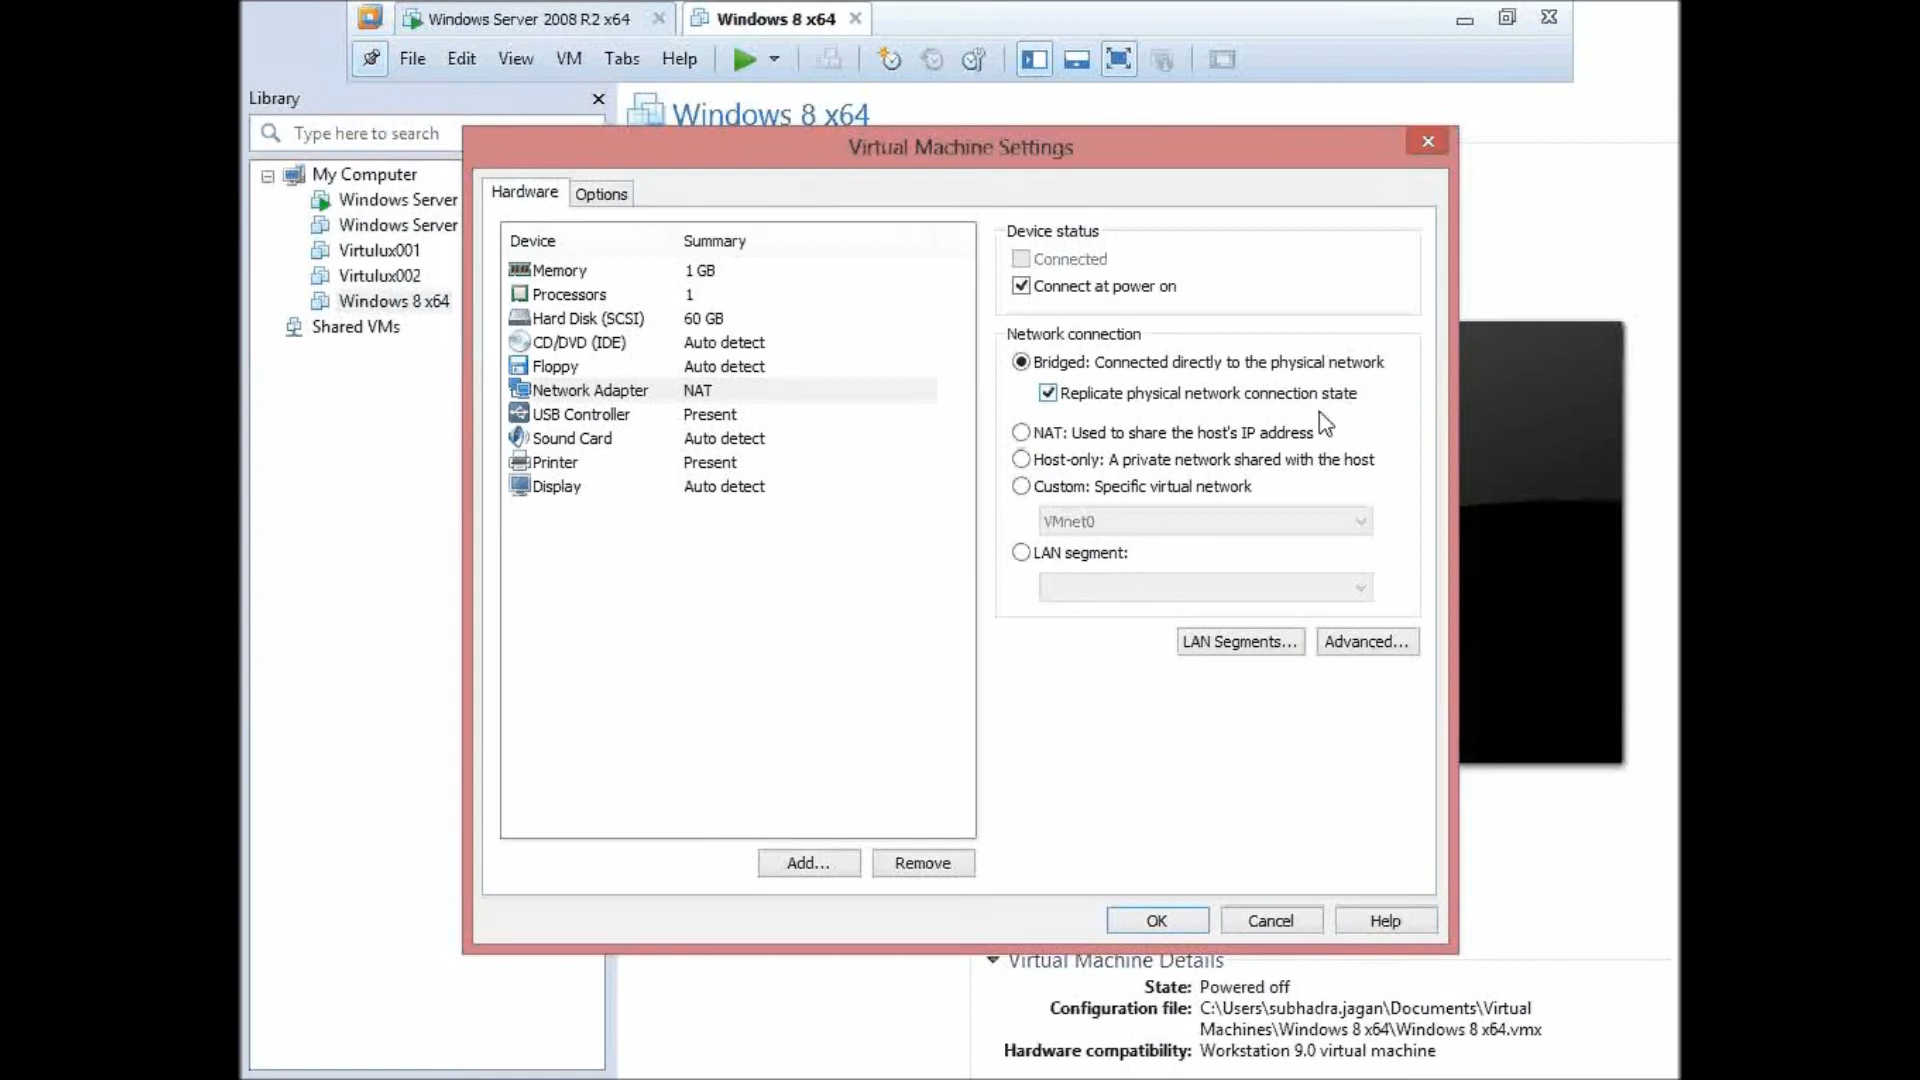 Windows Server 2008 R2 x64
Windows 8 x64
File Edit View VM Tabs Help
Library
Type here to search
My Computer
Windows Server
Windows Server
Virtulux001
Virtulux002
Windows 8 x64
Shared VMs
Windows 8 x64
Virtual Machine Settings
Hardware
Options
Device Summary
Memory 1 GB
Processors 1
Hard Disk (SCSI) 60 GB
CD/DVD (IDE) Auto detect
Floppy Auto detect
Network Adapter NAT
USB Controller Present
Sound Card Auto detect
Printer Present
Display Auto detect
Add...
Remove
Device status
Connected
Connect at power on
Network connection
Bridged: Connected directly to the physical network
Replicate physical network connection state
NAT: Used to share the host's IP address
Host-only: A private network shared with the host
Custom: Specific virtual network
VMnet0
LAN segment:
LAN Segments...
Advanced...
OK
Cancel
Help
Virtual Machine Details
State: Powered off
Configuration file: C:\Users\subhadra.jagan\Documents\Virtual
Machines\Windows 8 x64\Windows 8 x64.vmx
Hardware compatibility: Workstation 9.0 virtual machine